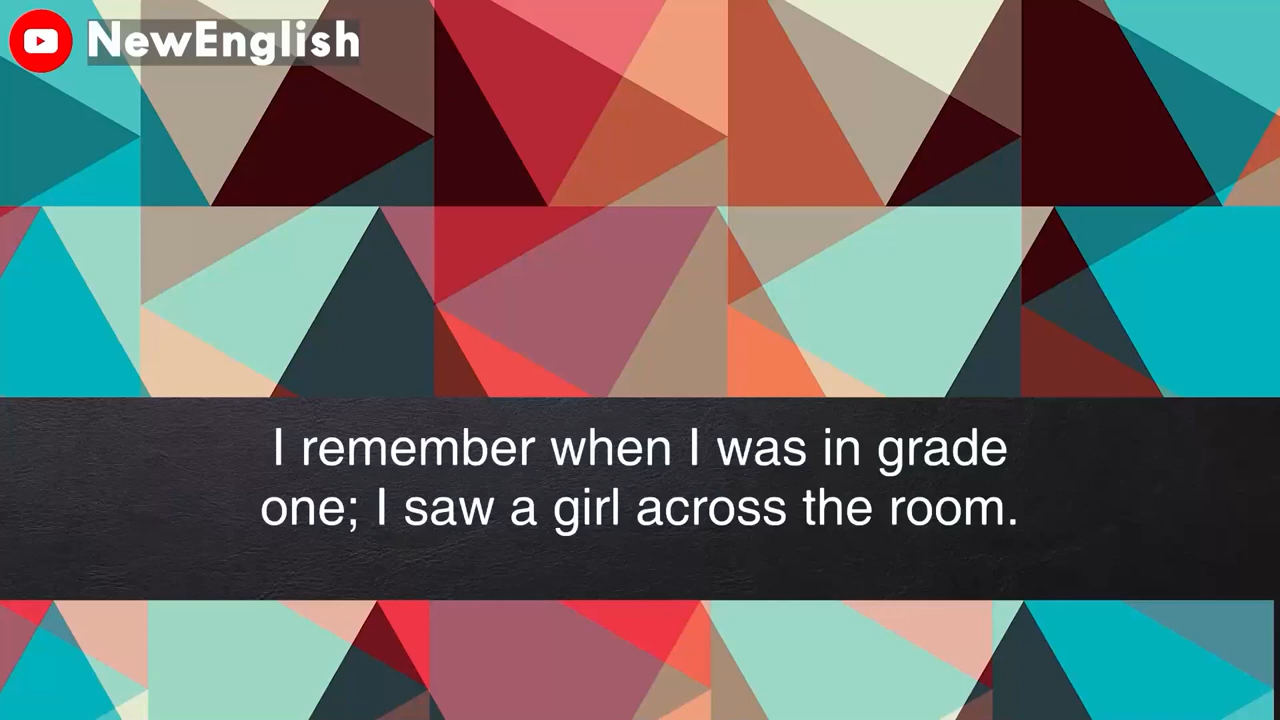 NewEnglish
I remember when I was in grade
one; I saw a girl across the room.